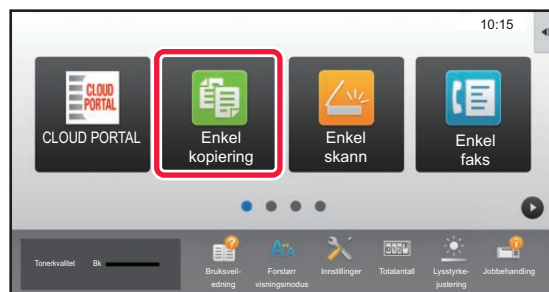 10:15
CLOUD
PORTAL
CLOUD PORTAL
Enkel
kopiering
Enkel
skann
Enkel
faks
Tonerkvalitet
Bk
Bruksveil-
edning
Forstørr
visningsmodus
Innstillinger
Totalantall
Lysstyrke-
justering
Jobbehandling